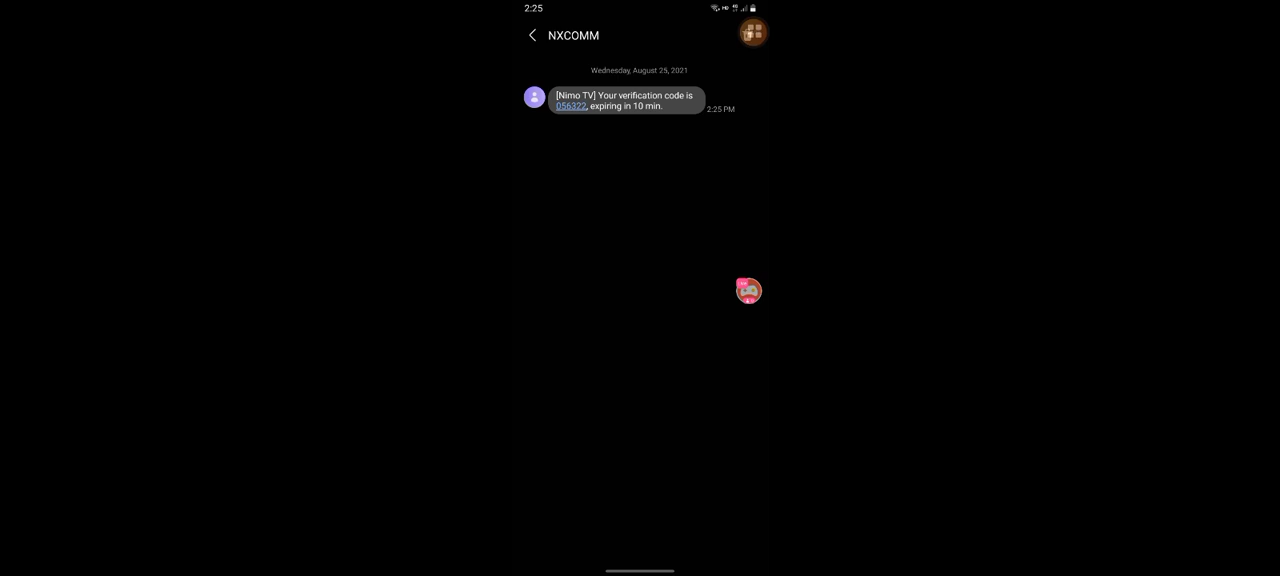 2:25
NXCOMM
Wednesday, August 25, 2021
[Nimo TV] Your verification code is
056322, expiring in 10 min.
2:25 PM